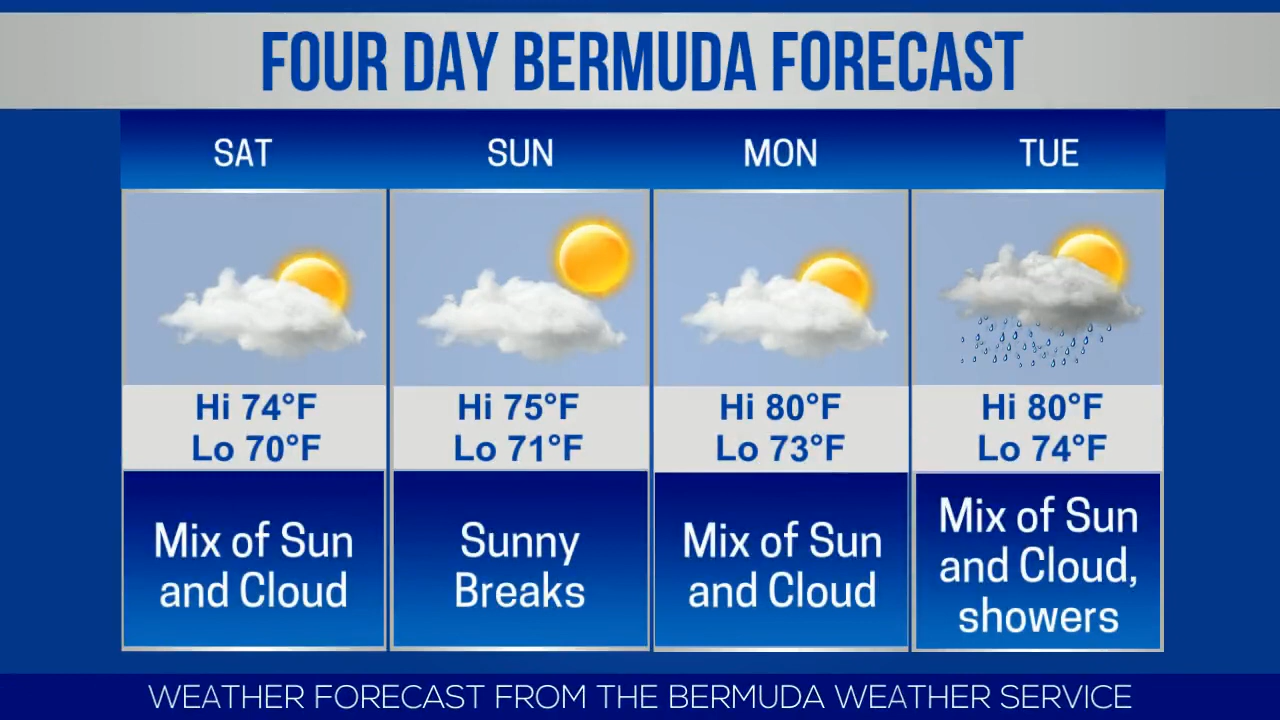 FOUR DAY BERMUDA FORECAST
SAT
SUN
MON
TUE
Hi 74°F
Lo 70°F
Hi 75°F
Lo 71°F
Hi 80°F
Lo 73°F
Hi 80°F
Lo 74°F
Mix of Sun
and Cloud
Sunny
Breaks
Mix of Sun
and Cloud
Mix of Sun
and Cloud,
showers
WEATHER FORECAST FROM THE BERMUDA WEATHER SERVICE